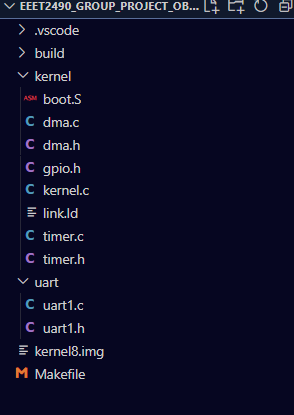 EEET2490_GROUP_PROJECT_OB...
.vscode
build
kernel
ASM boot.S
C dma.c
C dma.h
C gpio.h
C kernel.c
link.ld
C timer.c
C timer.h
uart
C uart1.c
C uart1.h
kernel8.img
M Makefile